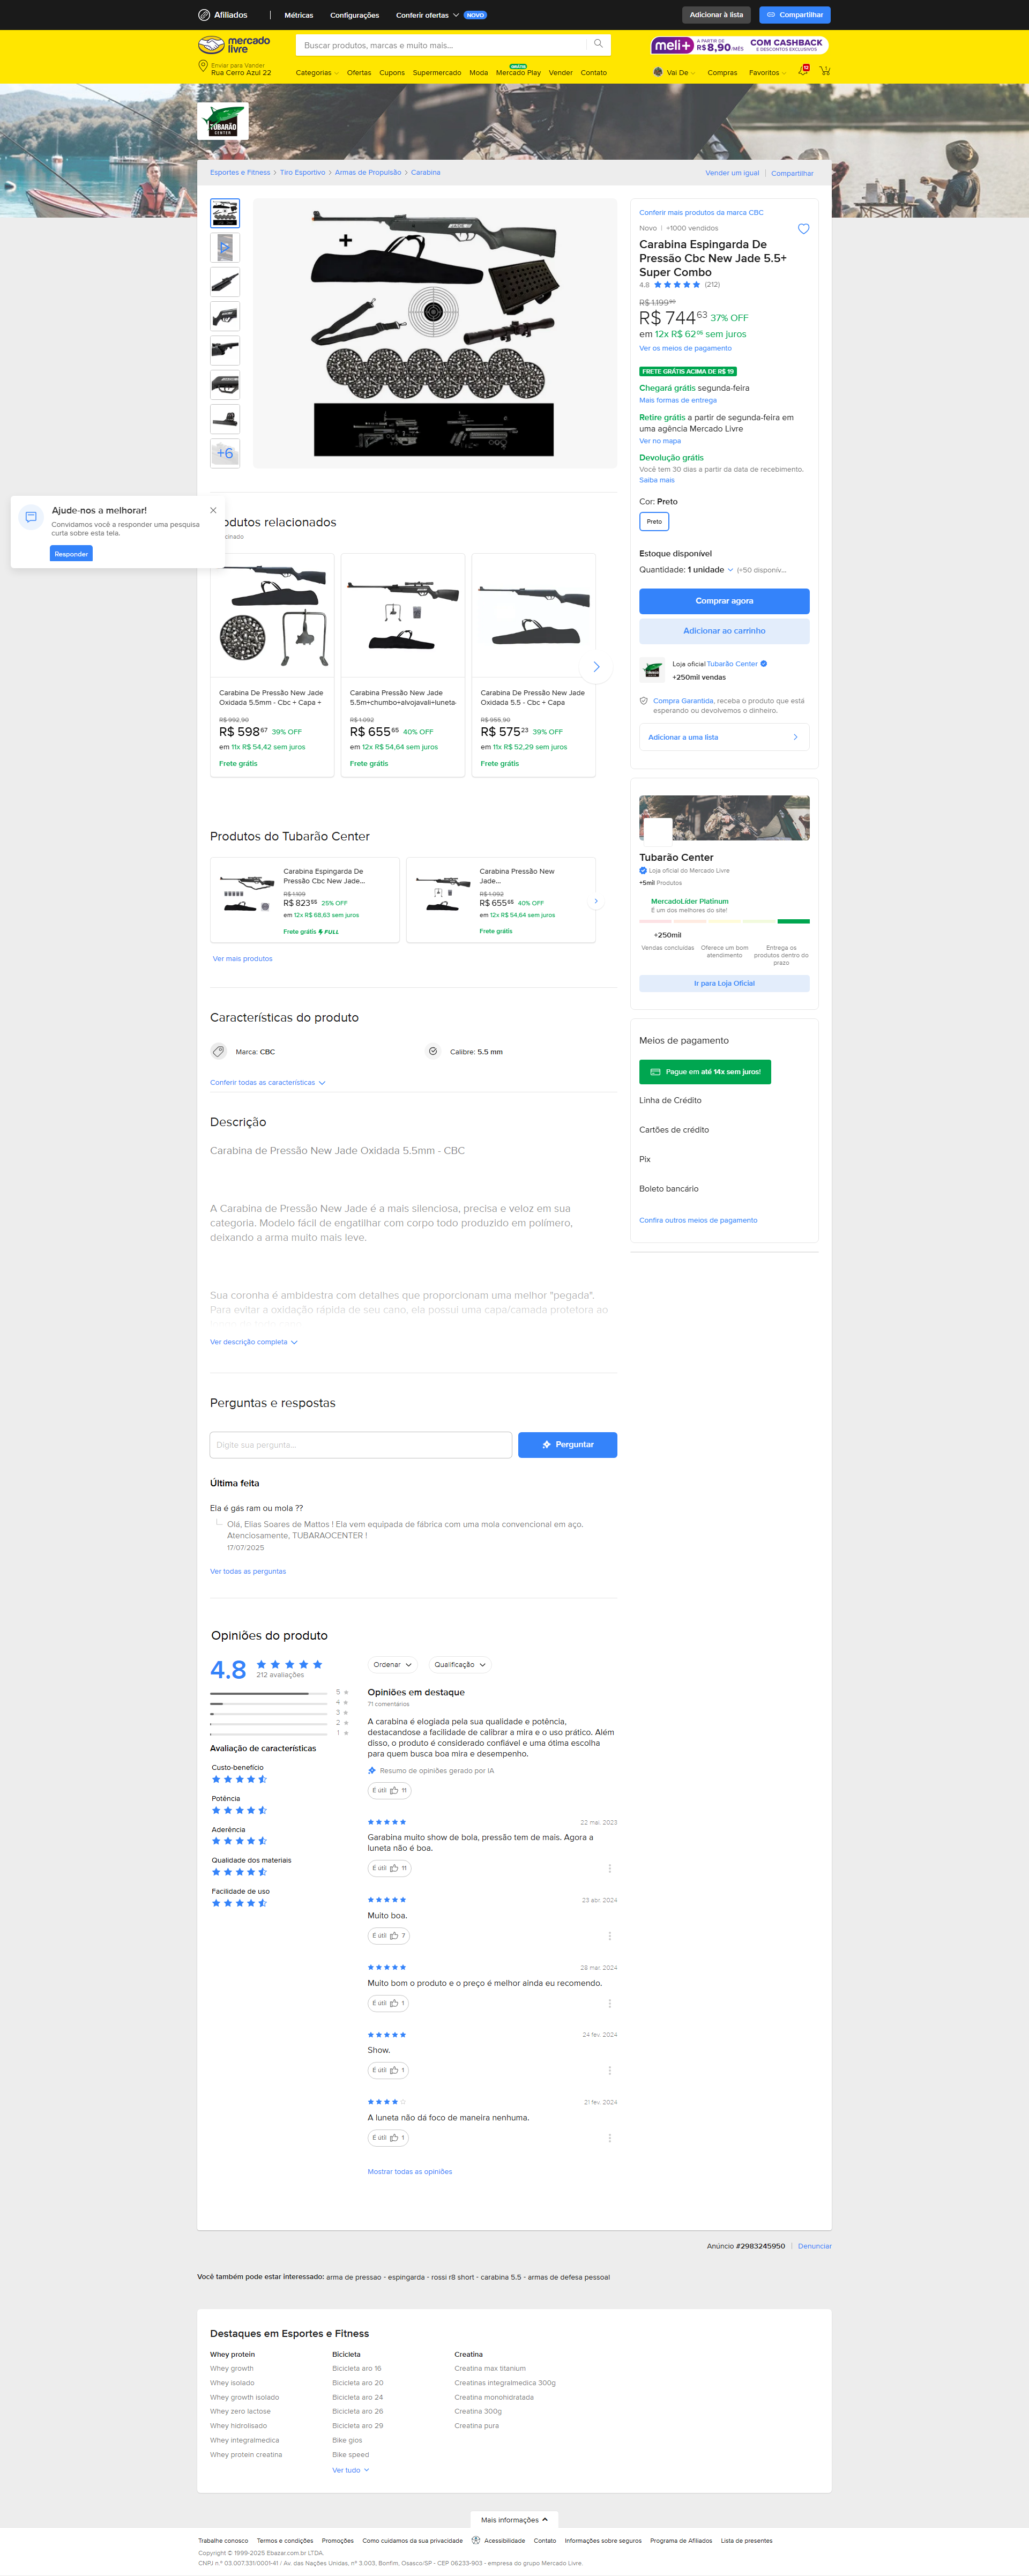 Afiliados
Métricas
Configurações
Conferir ofertas
NOVO
Adicionar à lista
Compartilhar
mercado
livre
Buscar produtos, marcas e muito mais...
meli+
A PARTIR DE
R$8,90/MÊS
COM CASHBACK
E DESCONTOS EXCLUSIVOS
Enviar para Vander
Rua Cerro Azul 22
Categorias
Ofertas
Cupons
Supermercado
Moda
Mercado Play
GRÁTIS
Vender
Contato
Vai De
Compras
Favoritos
12
1
TUBARÃO
CENTER
Esportes e Fitness
Tiro Esportivo
Armas de Propulsão
Carabina
Vender um igual
Compartilhar
+6
Conferir mais produtos da marca CBC
Novo | +1000 vendidos
Carabina Espingarda De
Pressão Cbc New Jade 5.5+
Super Combo
4.8
(212)
R$ 1.199,90
R$ 744,63 37% OFF
em 12x R$ 62,05 sem juros
Ver os meios de pagamento
FRETE GRÁTIS ACIMA DE R$ 19
Chegará grátis segunda-feira
Mais formas de entrega
Retire grátis a partir de segunda-feira em
uma agência Mercado Livre
Ver no mapa
Devolução grátis
Você tem 30 dias a partir da data de recebimento.
Saiba mais
Cor: Preto
Preto
Estoque disponível
Quantidade: 1 unidade (+50 disponív...
Comprar agora
Adicionar ao carrinho
Loja oficial Tubarão Center
+250mil vendas
Compra Garantida, receba o produto que está
esperando ou devolvemos o dinheiro.
Adicionar a uma lista
Ajude-nos a melhorar!
Convidamos você a responder uma pesquisa
curta sobre esta tela.
Responder
odutos relacionados
cinado
Carabina De Pressão New Jade
Oxidada 5.5mm - Cbc + Capa +
R$ 992,90
R$ 598,67 39% OFF
em 11x R$ 54,42 sem juros
Frete grátis
Carabina Pressão New Jade
5.5m+chumbo+alvojavali+luneta
R$ 1.092
R$ 655,65 40% OFF
em 12x R$ 54,64 sem juros
Frete grátis
Carabina De Pressão New Jade
Oxidada 5.5 - Cbc + Capa
R$ 955,90
R$ 575,23 39% OFF
em 11x R$ 52,29 sem juros
Frete grátis
Produtos do Tubarão Center
Carabina Espingarda De
Pressão Cbc New Jade...
R$ 1.109
R$ 823,55 25% OFF
em 12x R$ 68,63 sem juros
Frete grátis FULL
Carabina Pressão New
Jade...
R$ 1.092
R$ 655,65 40% OFF
em 12x R$ 54,64 sem juros
Frete grátis
Ver mais produtos
Tubarão Center
Loja oficial do Mercado Livre
+5mil Produtos
MercadoLíder Platinum
É um dos melhores do site!
+250mil
Vendas concluídas
Oferece um bom
atendimento
Entrega os
produtos dentro do
prazo
Ir para Loja Oficial
Características do produto
Marca: CBC
Calibre: 5.5 mm
Conferir todas as características
Meios de pagamento
Pague em até 14x sem juros!
Linha de Crédito
Cartões de crédito
Pix
Boleto bancário
Confira outros meios de pagamento
Descrição
Carabina de Pressão New Jade Oxidada 5.5mm - CBC
A Carabina de Pressão New Jade é a mais silenciosa, precisa e veloz em sua
categoria. Modelo fácil de engatilhar com corpo todo produzido em polímero,
deixando a arma muito mais leve.
Sua coronha é ambidestra com detalhes que proporcionam uma melhor "pegada".
Para evitar a oxidação rápida de seu cano, ela possuí uma capa/camada protetora ao
Ver descrição completa
Perguntas e respostas
Digite sua pergunta...
Perguntar
Última feita
Ela é gás ram ou mola ??
Olá, Elias Soares de Mattos ! Ela vem equipada de fábrica com uma mola convencional em aço.
Atenciosamente, TUBARAOCENTER !
17/07/2025
Ver todas as perguntas
Opiniões do produto
4.8
212 avaliações
5
4
3
2
1
Avaliação de características
Custo-benefício
Potência
Aderência
Qualidade dos materiais
Facilidade de uso
Ordenar
Qualificação
Opiniões em destaque
71 comentários
A carabina é elogiada pela sua qualidade e potência,
destacandose a facilidade de calibrar a mira e o uso prático. Além
disso, o produto é considerado confiável e uma ótima escolha
para quem busca boa mira e desempenho.
Resumo de opiniões gerado por IA
É útil 11
22 mai. 2023
Garabina muito show de bola, pressão tem de mais. Agora a
luneta não é boa.
É útil 11
23 abr. 2024
Muito boa.
É útil 7
28 mar. 2024
Muito bom o produto e o preço é melhor ainda eu recomendo.
É útil 1
24 fev. 2024
Show.
É útil 1
21 fev. 2024
A luneta não dá foco de maneira nenhuma.
É útil 1
Mostrar todas as opiniões
Anúncio #2983245950 | Denunciar
Você também pode estar interessado: arma de pressao - espingarda - rossi r8 short - carabina 5.5 - armas de defesa pessoal
Destaques em Esportes e Fitness
Whey protein
Whey growth
Whey isolado
Whey growth isolado
Whey zero lactose
Whey hidrolisado
Whey integralmedica
Whey protein creatina
Bicicleta
Bicicleta aro 16
Bicicleta aro 20
Bicicleta aro 24
Bicicleta aro 26
Bicicleta aro 29
Bike gios
Bike speed
Ver tudo
Creatina
Creatina max titanium
Creatinas integralmedica 300g
Creatina monohidratada
Creatina 300g
Creatina pura
Mais informações
Trabalhe conosco
Termos e condições
Promoções
Como cuidamos da sua privacidade
Acessibilidade
Contato
Informações sobre seguros
Programa de Afiliados
Lista de presentes
Copyright © 1999-2025 Ebazar.com.br LTDA.
CNPJ n.º 03.007.331/0001-41 / Av. das Nações Unidas, nº 3.003, Bonfim, Osasco/SP - CEP 06233-903 - empresa do grupo Mercado Livre.